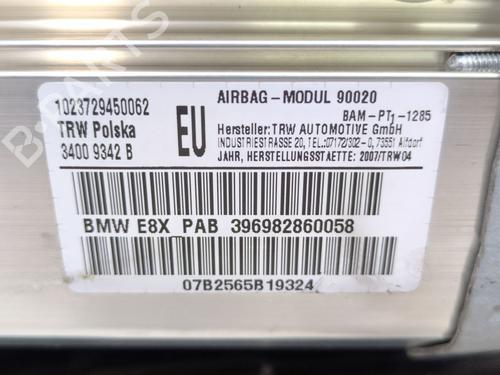 1023729450062
TRW Polska
3400 9342 B
EU
AIRBAG-MODUL 90020
BAM-PT1-1285
Hersteller:TRW AUTOMOTIVE GmbH
INDUSTRIESTRASSE 20, TEL.:07172/302-0, 73551 Alfdorf
JAHR, HERSTELLUNGSSTAETTE: 2007/TRW04
BMW E8X PAB 396982860058
07B2565B19324